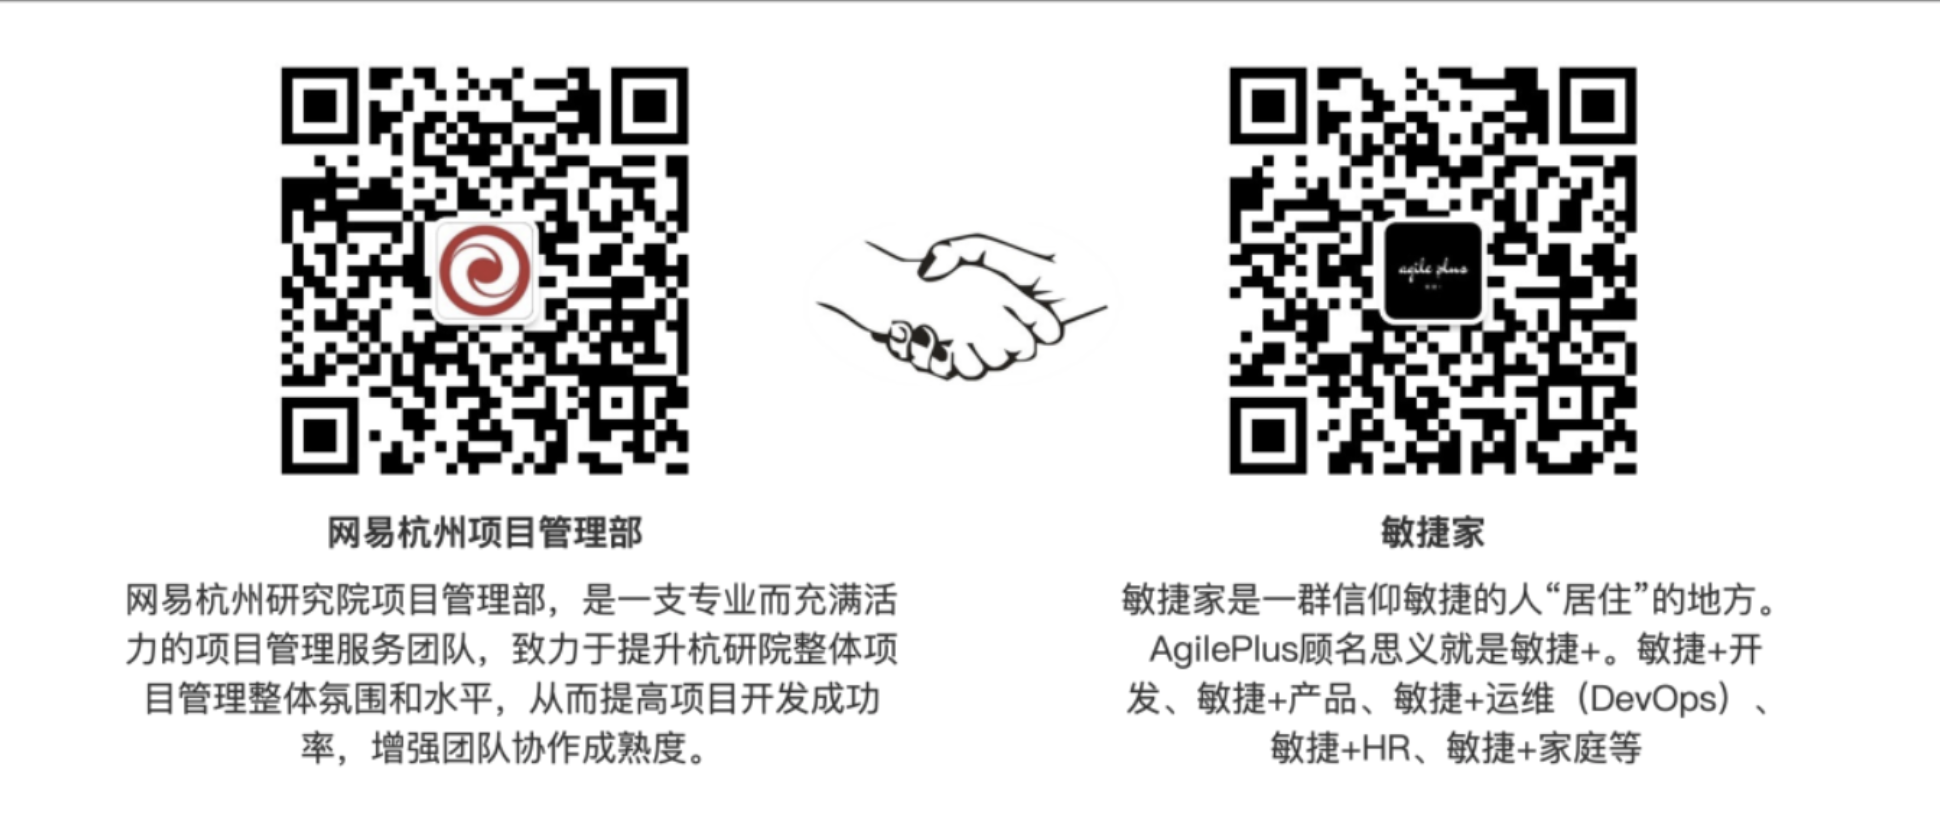 agile plus
网易杭州项目管理部
网易杭州研究院项目管理部，是一支专业而充满活
力的项目管理服务团队，致力于提升杭研院整体项
目管理整体氛围和水平，从而提高项目开发成功
率，增强团队协作成熟度。
敏捷家
敏捷家是一群信仰敏捷的人“居住”的地方。
AgilePlus顾名思义就是敏捷+。敏捷+开
发、敏捷+产品、敏捷+运维（DevOps）、
敏捷+HR、敏捷+家庭等